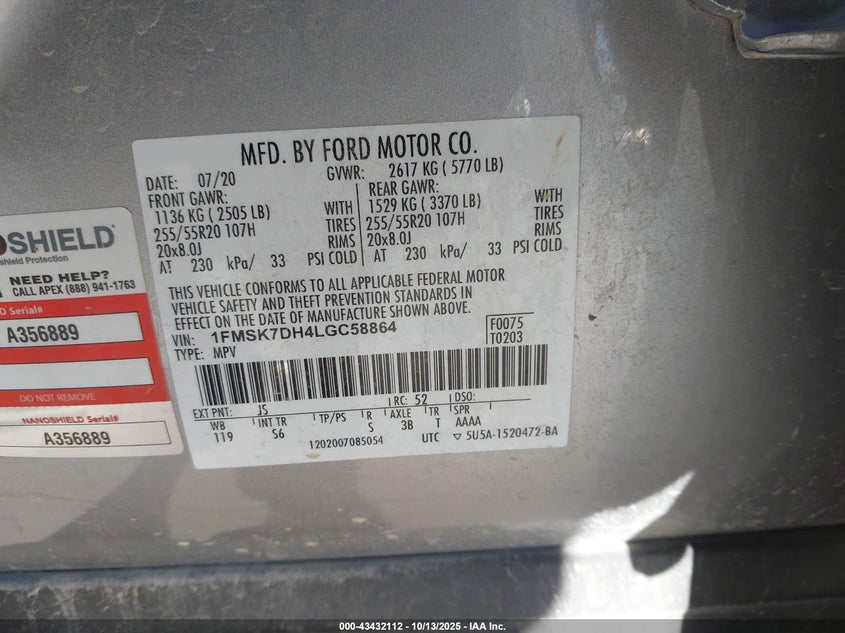 MFD. BY FORD MOTOR CO.
DATE: 07/20 GVWR: 2617 KG ( 5770 LB)
FRONT GAWR: REAR GAWR:
1136 KG ( 2505 LB) WITH 1529 KG ( 3370 LB) WITH
255/55R20 107H TIRES 255/55R20 107H TIRES
20x8.0J RIMS 20x8.0J RIMS
AT 230 kPa/ 33 PSI COLD AT 230 kPa/ 33 PSI COLD
THIS VEHICLE CONFORMS TO ALL APPLICABLE FEDERAL MOTOR
VEHICLE SAFETY AND THEFT PREVENTION STANDARDS IN
EFFECT ON THE DATE OF MANUFACTURE SHOWN ABOVE.
VIN: 1FMSK7DH4LGC58864 F0075
TYPE: MPV T0203
EXT PNT: JS RC: 52 DSO:
WB INT TR TP/PS R AXLE TR SPR
119 S6 S 3B T AAAA
1202007085054 UTC ▽ 5U5A-1520472-BA
SHIELD
shield Protection
NEED HELP?
CALL APEX (888) 941-1763
Serial#
A356889
DO NOT REMOVE
NANOSHIELD Serial#
A356889
000-43432112 - 10/13/2025 - IAA Inc.